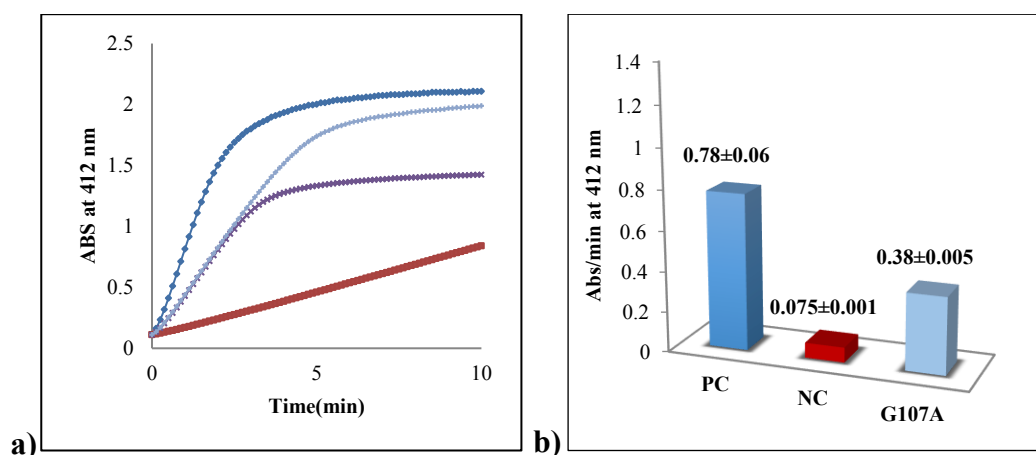 ABS at 412 nm
2.5
2
1.5
1
0.5
0
0
5
10
Time(min)
a)
Abs/min at 412 nm
1.4
1.2
1
0.8
0.6
0.4
0.2
0
0.78±0.06
0.075±0.001
0.38±0.005
PC
NC
G107A
b)